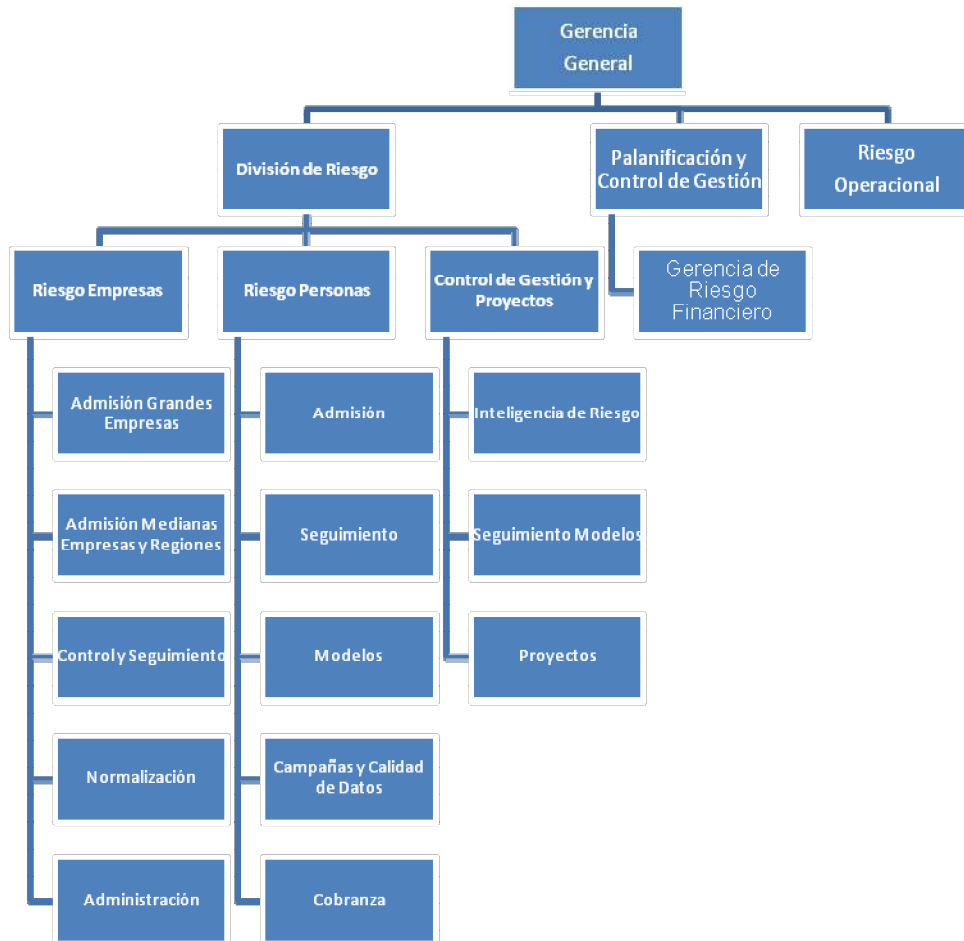 Gerencia
General
División de Riesgo
Palanificación y
Control de Gestión
Riesgo
Operacional
Riesgo Empresas
Riesgo Personas
Control de Gestión y
Proyectos
Gerencia de
Riesgo
Financiero
Admisión Grandes
Empresas
Admisión
Inteligencia de Riesgo
Admisión Medianas
Empresas y Regiones
Seguimiento
Seguimiento Modelos
Control y Seguimiento
Modelos
Proyectos
Normalización
Campañas y Calidad
de Datos
Administración
Cobranza